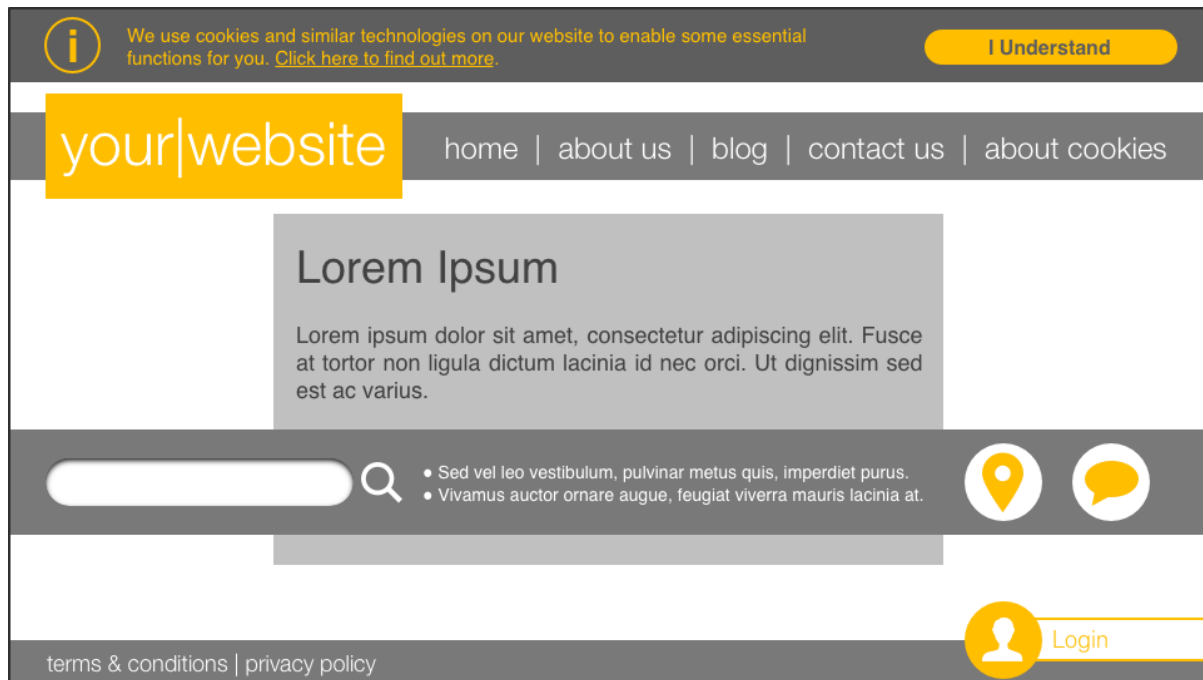 We use cookies and similar technologies on our website to enable some essential
functions for you. Click here to find out more.
I Understand
your|website
home | about us | blog | contact us | about cookies
Lorem Ipsum
Lorem ipsum dolor sit amet, consectetur adipiscing elit. Fusce
at tortor non ligula dictum lacinia id nec orci. Ut dignissim sed
est ac varius.
• Sed vel leo vestibulum, pulvinar metus quis, imperdiet purus.
• Vivamus auctor ornare augue, feugiat viverra mauris lacinia at.
Login
terms & conditions | privacy policy